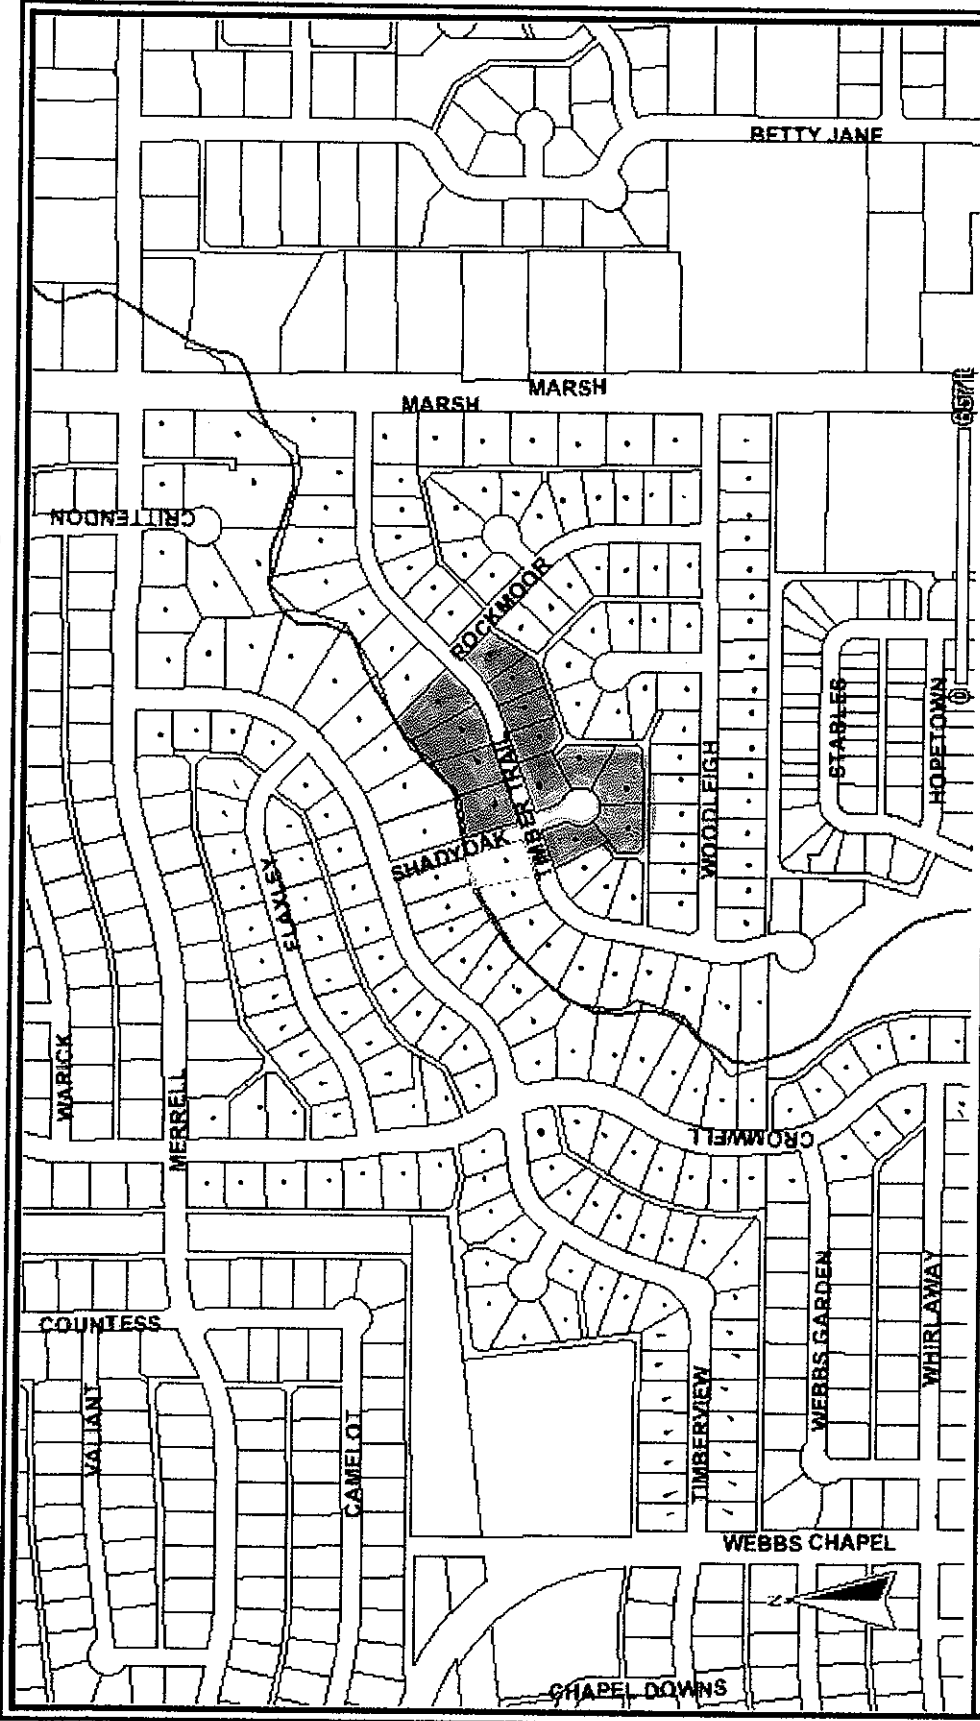 BETTY JANE
MARSH
MARSH
CRITTENDON
ROCKMOOR
STABLES
HOPETOWN
WOODLEIGH
TIMBER TRAIL
SHADYOAK
FLAXLEY
WARICK
MERRELL
CROMWELL
COUNTESS
VALIANT
CAMELOT
WEBBS GARDEN
WHIRLAWAY
TIMBERVIEW
WEBBS CHAPEL
N
CHAPEL DOWNS
0